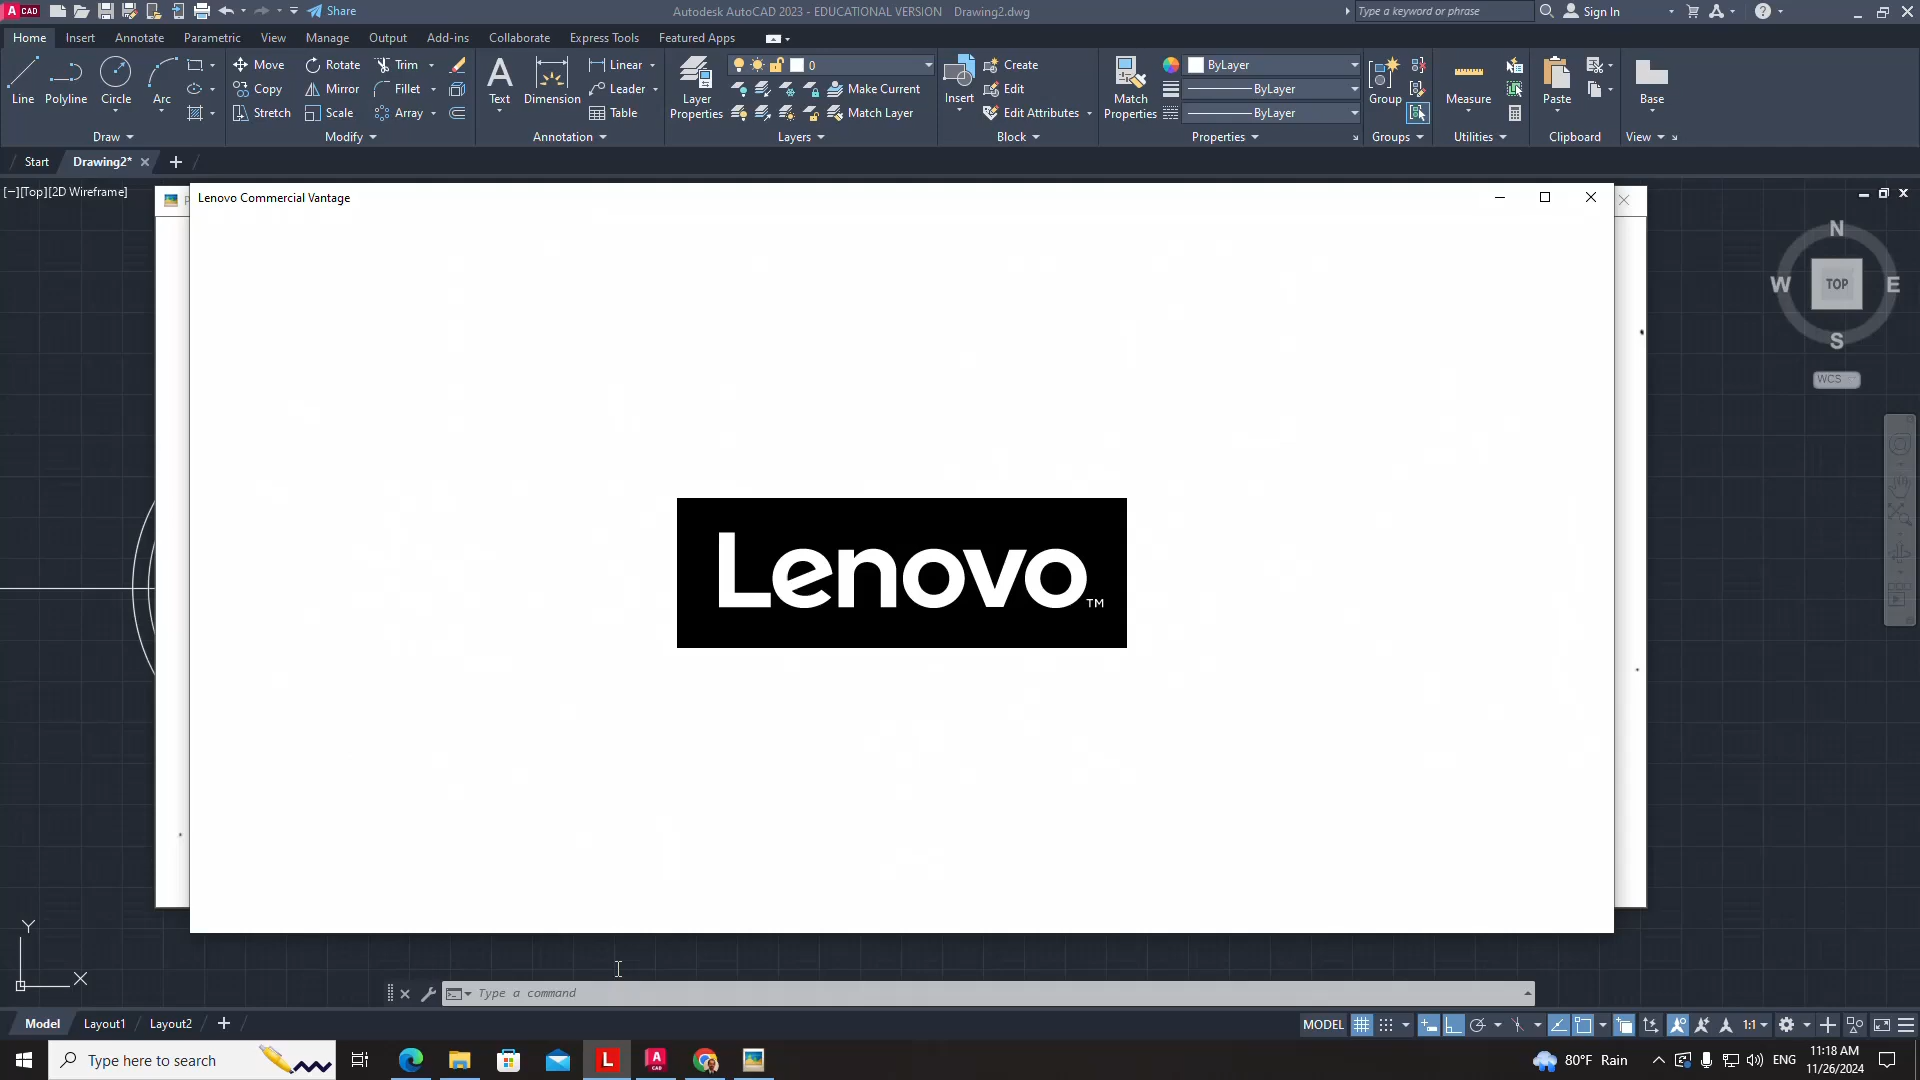 CAD Share Autodesk AutoCAD 2023 - EDUCATIONAL VERSION Drawing2.dwg Type a keyword or phrase Sign In
Home Insert Annotate Parametric View Manage Output Add-ins Collaborate Express Tools Featured Apps
Line Polyline Circle Arc
Move Rotate Trim
Copy Mirror Fillet
Stretch Scale Array
Text Dimension
Linear
Leader
Table
Layer
Properties
0
Make Current
Match Layer
Insert
Create
Edit
Edit Attributes
Match
Properties
ByLayer
ByLayer
ByLayer
Group
Measure
Paste
Base
Draw Modify Annotation Layers Block Properties Groups Utilities Clipboard View
Start Drawing2*
[−][Top][2D Wireframe]
Lenovo Commercial Vantage
N
W TOP E
S
WCS
Lenovo™
Y
X
Type a command
Model Layout1 Layout2 MODEL 1:1
Type here to search 80°F Rain ENG 11:18 AM
11/26/2024